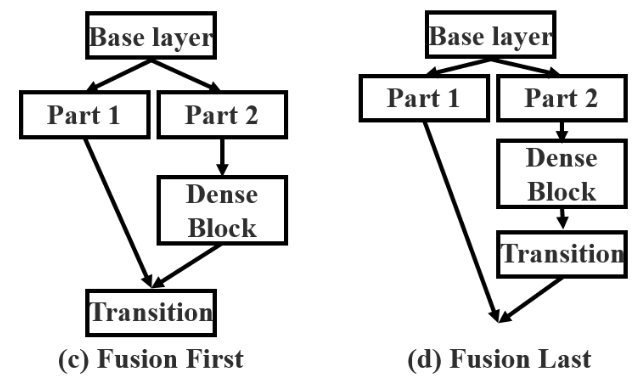 Base layer
Part 1
Part 2
Dense
Block
Transition
(c) Fusion First
Base layer
Part 1
Part 2
Dense
Block
Transition
(d) Fusion Last